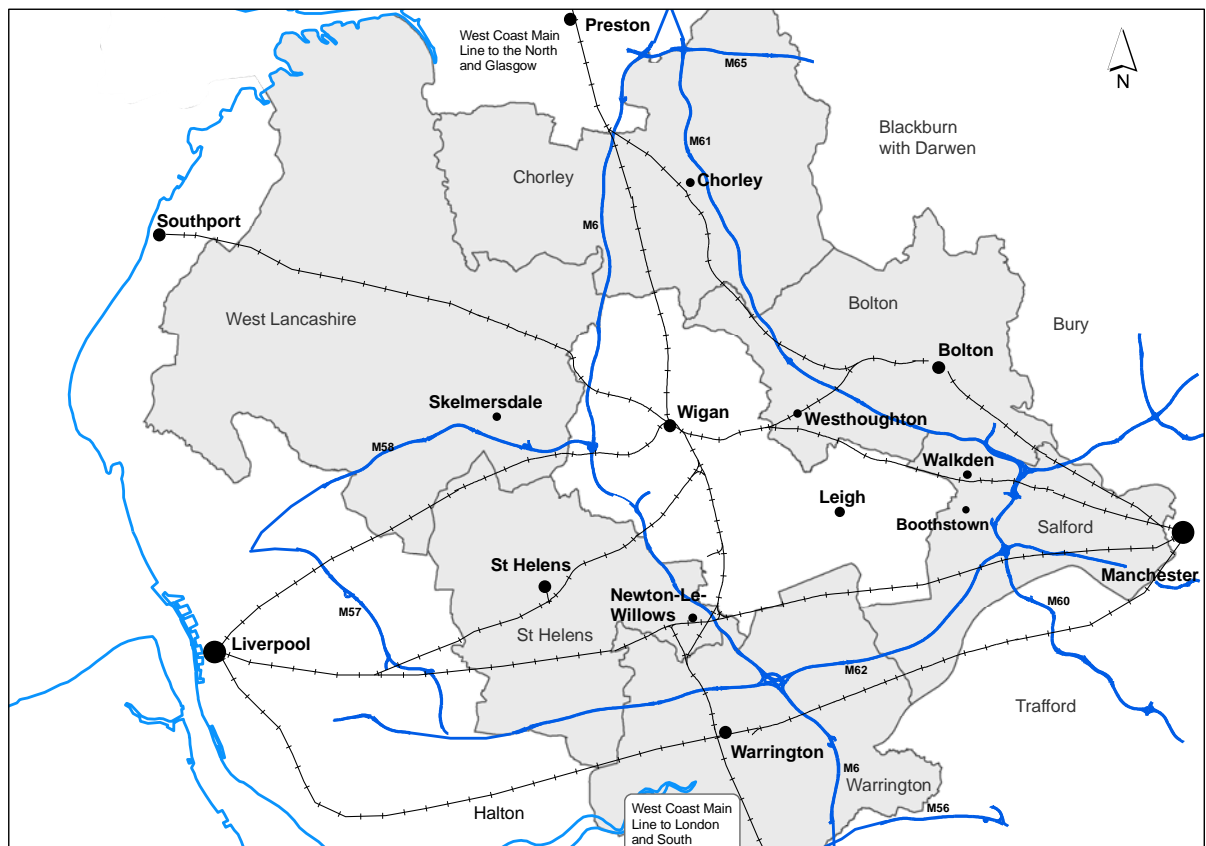 Preston
West Coast Main
Line to the North
and Glasgow
M65
N
Blackburn
with Darwen
M61
Chorley
Chorley
Southport
M6
Bolton
West Lancashire
Bury
Bolton
Skelmersdale
Wigan
Westhoughton
M58
Walkden
Leigh
Boothstown
Salford
St Helens
Manchester
Newton-Le-
Willows
M57
M60
St Helens
Liverpool
M62
Trafford
Warrington
M6
Warrington
Halton
West Coast Main
Line to London
and South
M56